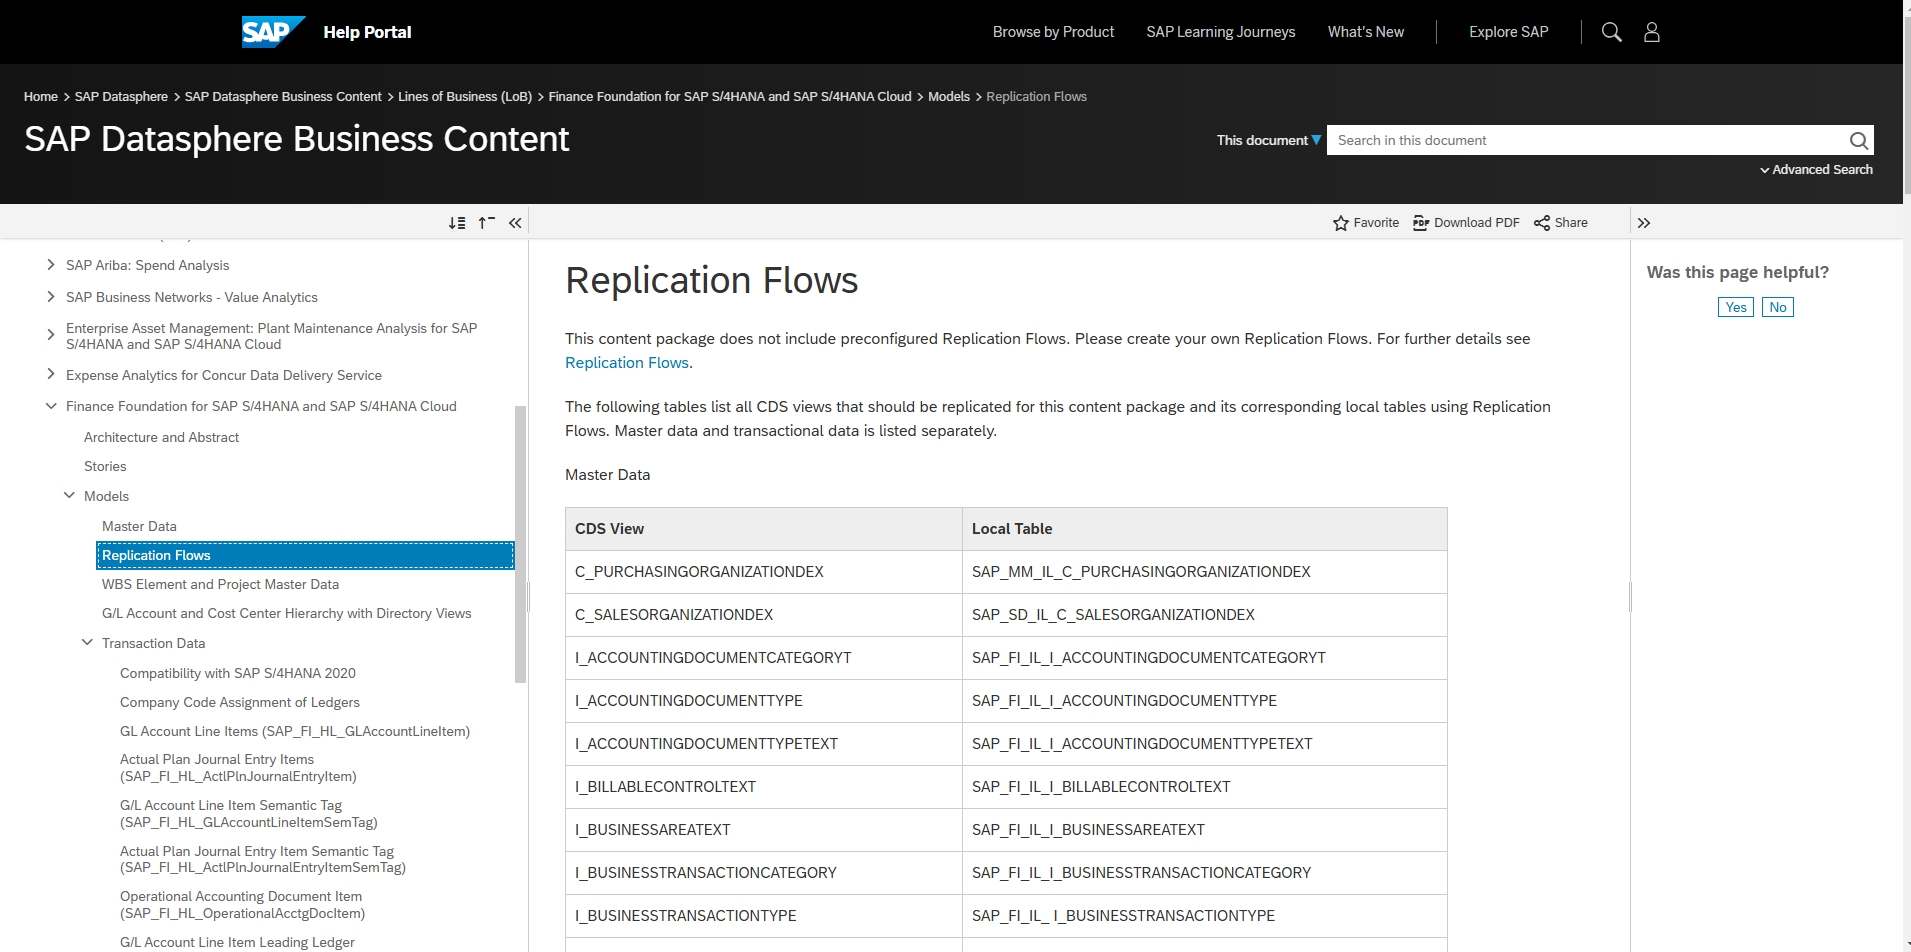 SAP Help Portal
Browse by Product
SAP Learning Journeys
What's New
Explore SAP
Home > SAP Datasphere > SAP Datasphere Business Content > Lines of Business (LoB) > Finance Foundation for SAP S/4HANA and SAP S/4HANA Cloud > Models > Replication Flows
SAP Datasphere Business Content
This document
Search in this document
Advanced Search
Favorite
PDF Download PDF
Share
SAP Ariba: Spend Analysis
SAP Business Networks - Value Analytics
Enterprise Asset Management: Plant Maintenance Analysis for SAP
S/4HANA and SAP S/4HANA Cloud
Expense Analytics for Concur Data Delivery Service
Finance Foundation for SAP S/4HANA and SAP S/4HANA Cloud
Architecture and Abstract
Stories
Models
Master Data
Replication Flows
WBS Element and Project Master Data
G/L Account and Cost Center Hierarchy with Directory Views
Transaction Data
Compatibility with SAP S/4HANA 2020
Company Code Assignment of Ledgers
GL Account Line Items (SAP_FI_HL_GLAccountLineItem)
Actual Plan Journal Entry Items
(SAP_FI_HL_ActlPlnJournalEntryItem)
G/L Account Line Item Semantic Tag
(SAP_FI_HL_GLAccountLineItemSemTag)
Actual Plan Journal Entry Item Semantic Tag
(SAP_FI_HL_ActlPlnJournalEntryItemSemTag)
Operational Accounting Document Item
(SAP_FI_HL_OperationalAcctgDocItem)
G/L Account Line Item Leading Ledger
Replication Flows
This content package does not include preconfigured Replication Flows. Please create your own Replication Flows. For further details see
Replication Flows.
The following tables list all CDS views that should be replicated for this content package and its corresponding local tables using Replication
Flows. Master data and transactional data is listed separately.
Master Data
CDS View Local Table
C_PURCHASINGORGANIZATIONDEX SAP_MM_IL_C_PURCHASINGORGANIZATIONDEX
C_SALESORGANIZATIONDEX SAP_SD_IL_C_SALESORGANIZATIONDEX
I_ACCOUNTINGDOCUMENTCATEGORYT SAP_FI_IL_I_ACCOUNTINGDOCUMENTCATEGORYT
I_ACCOUNTINGDOCUMENTTYPE SAP_FI_IL_I_ACCOUNTINGDOCUMENTTYPE
I_ACCOUNTINGDOCUMENTTYPETEXT SAP_FI_IL_I_ACCOUNTINGDOCUMENTTYPETEXT
I_BILLABLECONTROLTEXT SAP_FI_IL_I_BILLABLECONTROLTEXT
I_BUSINESSAREATEXT SAP_FI_IL_I_BUSINESSAREATEXT
I_BUSINESSTRANSACTIONCATEGORY SAP_FI_IL_I_BUSINESSTRANSACTIONCATEGORY
I_BUSINESSTRANSACTIONTYPE SAP_FI_IL_ I_BUSINESSTRANSACTIONTYPE
Was this page helpful?
Yes No